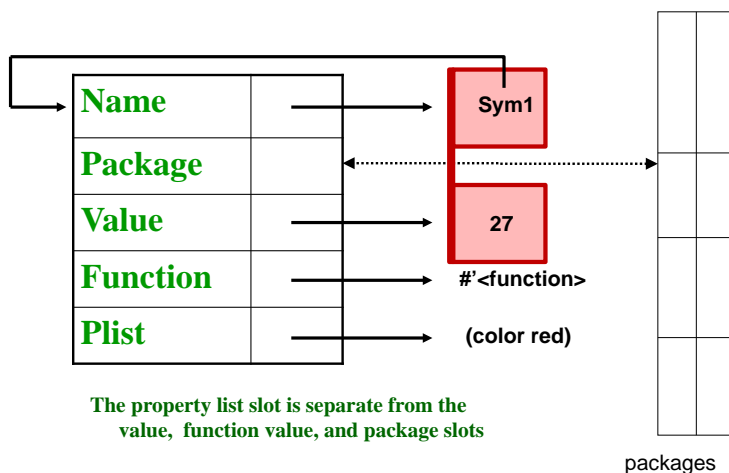 Name
Sym1
Package
Value
27
Function
#'<function>
Plist
(color red)
The property list slot is separate from the
value, function value, and package slots
packages